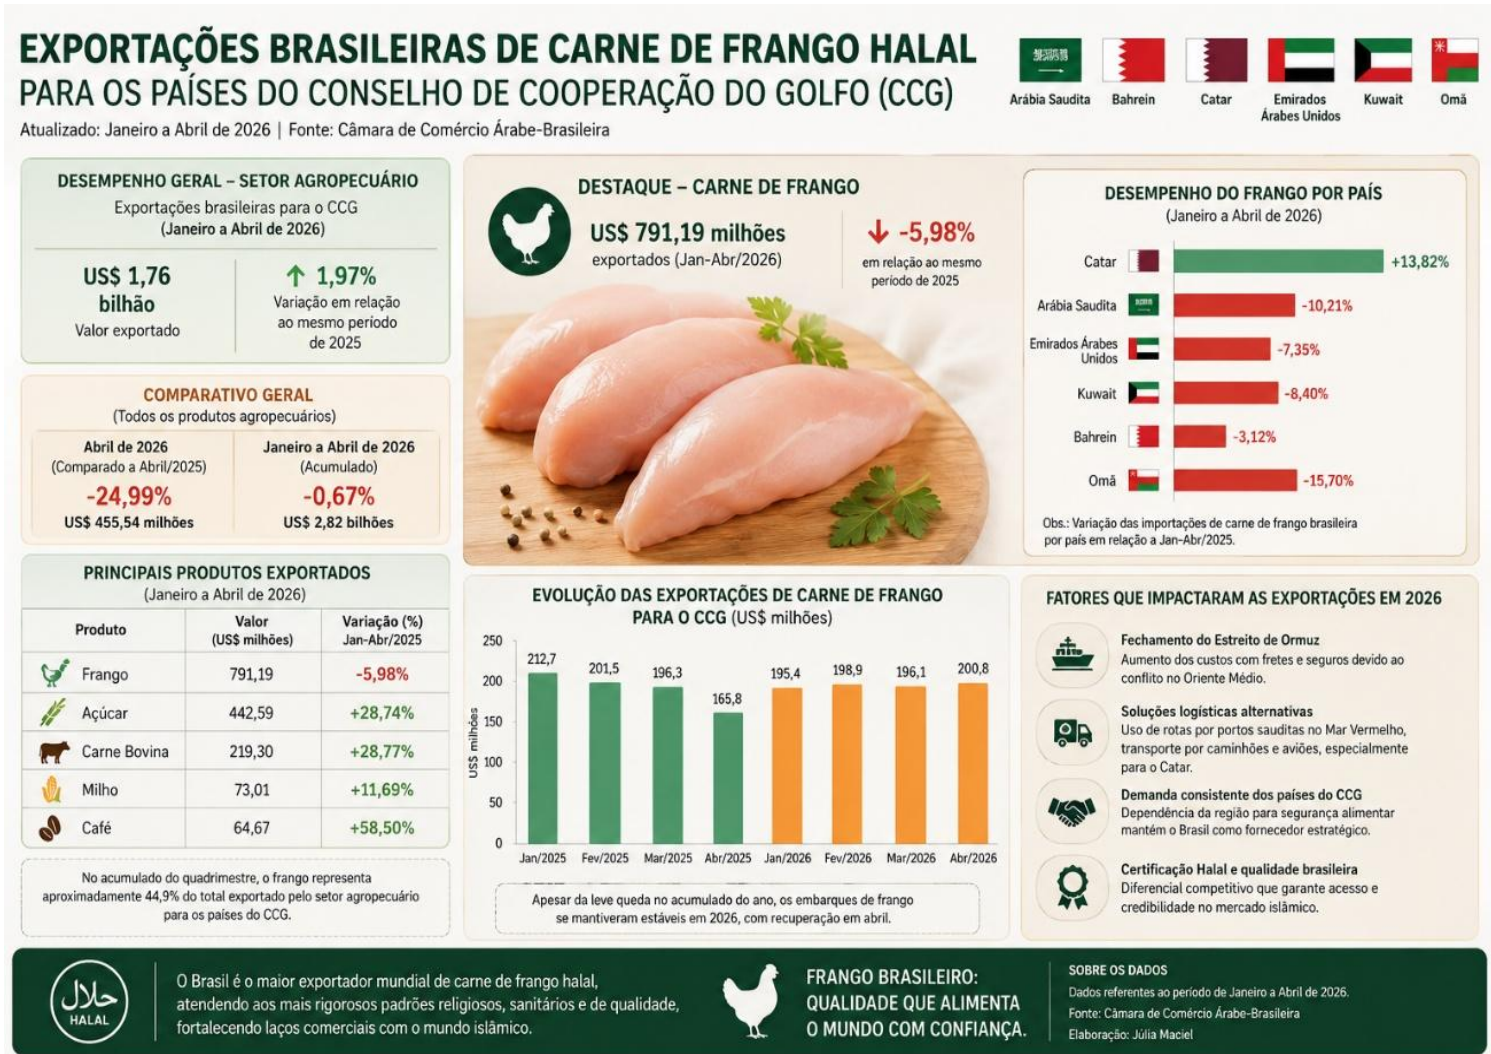 EXPORTAÇÕES BRASILEIRAS DE CARNE DE FRANGO HALAL
PARA OS PAÍSES DO CONSELHO DE COOPERAÇÃO DO GOLFO (CCG)
Atualizado: Janeiro a Abril de 2026 | Fonte: Câmara de Comércio Árabe-Brasileira
Arábia Saudita
Bahrein
Catar
Emirados
Árabes Unidos
Kuwait
Omã
DESEMPENHO GERAL – SETOR AGROPECUÁRIO
Exportações brasileiras para o CCG
(Janeiro a Abril de 2026)
US$ 1,76
bilhão
Valor exportado
1,97%
Variação em relação
ao mesmo período
de 2025
COMPARATIVO GERAL
(Todos os produtos agropecuários)
Abril de 2026
(Comparado a Abril/2025)
-24,99%
US$ 455,54 milhões
Janeiro a Abril de 2026
(Acumulado)
-0,67%
US$ 2,82 bilhões
PRINCIPAIS PRODUTOS EXPORTADOS
(Janeiro a Abril de 2026)
Produto
Valor
(US$ milhões)
Variação (%)
Jan-Abr/2025
Frango 791,19 -5,98%
Açúcar 442,59 +28,74%
Carne Bovina 219,30 +28,77%
Milho 73,01 +11,69%
Café 64,67 +58,50%
No acumulado do quadrimestre, o frango representa
aproximadamente 44,9% do total exportado pelo setor agropecuário
para os países do CCG.
DESTAQUE – CARNE DE FRANGO
US$ 791,19 milhões
exportados (Jan-Abr/2026)
-5,98%
em relação ao mesmo
período de 2025
DESEMPENHO DO FRANGO POR PAÍS
(Janeiro a Abril de 2026)
Catar +13,82%
Arábia Saudita -10,21%
Emirados Árabes
Unidos -7,35%
Kuwait -8,40%
Bahrein -3,12%
Omã -15,70%
Obs.: Variação das importações de carne de frango brasileira
por país em relação a Jan-Abr/2025.
EVOLUÇÃO DAS EXPORTAÇÕES DE CARNE DE FRANGO
PARA O CCG (US$ milhões)
US$ milhões
250
200
150
100
50
0
212,7
201,5
196,3
165,8
195,4
198,9
196,1
200,8
Jan/2025 Fev/2025 Mar/2025 Abr/2025 Jan/2026 Fev/2026 Mar/2026 Abr/2026
Apesar da leve queda no acumulado do ano, os embarques de frango
se mantiveram estáveis em 2026, com recuperação em abril.
FATORES QUE IMPACTARAM AS EXPORTAÇÕES EM 2026
Fechamento do Estreito de Ormuz
Aumento dos custos com fretes e seguros devido ao
conflito no Oriente Médio.
Soluções logísticas alternativas
Uso de rotas por portos sauditas no Mar Vermelho,
transporte por caminhões e aviões, especialmente
para o Catar.
Demanda consistente dos países do CCG
Dependência da região para segurança alimentar
mantém o Brasil como fornecedor estratégico.
Certificação Halal e qualidade brasileira
Diferencial competitivo que garante acesso e
credibilidade no mercado islâmico.
حلال
HALAL
O Brasil é o maior exportador mundial de carne de frango halal,
atendendo aos mais rigorosos padrões religiosos, sanitários e de qualidade,
fortalecendo laços comerciais com o mundo islâmico.
FRANGO BRASILEIRO:
QUALIDADE QUE ALIMENTA
O MUNDO COM CONFIANÇA.
SOBRE OS DADOS
Dados referentes ao período de Janeiro a Abril de 2026.
Fonte: Câmara de Comércio Árabe-Brasileira
Elaboração: Júlia Maciel